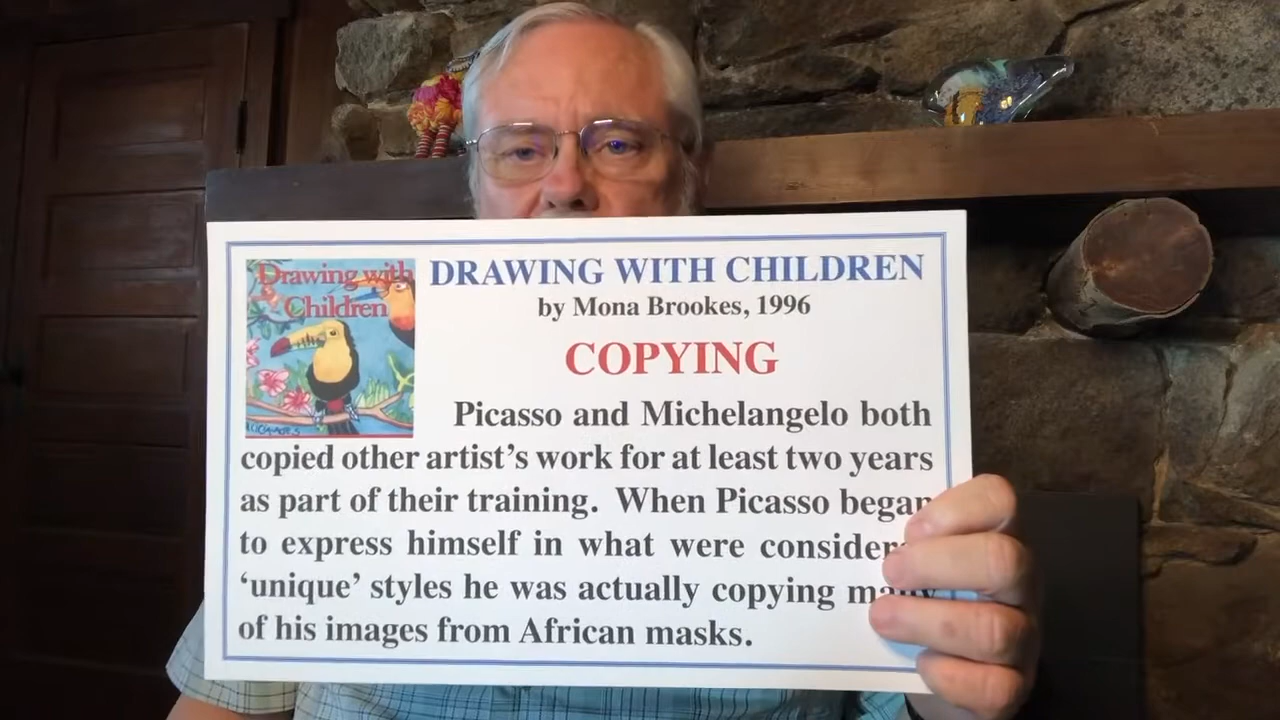 Drawing with
Children
DRAWING WITH CHILDREN
by Mona Brookes, 1996
COPYING
Picasso and Michelangelo both
copied other artist's work for at least two years
as part of their training. When Picasso began
to express himself in what were
'unique' styles he was actually copying many
of his images from African masks.